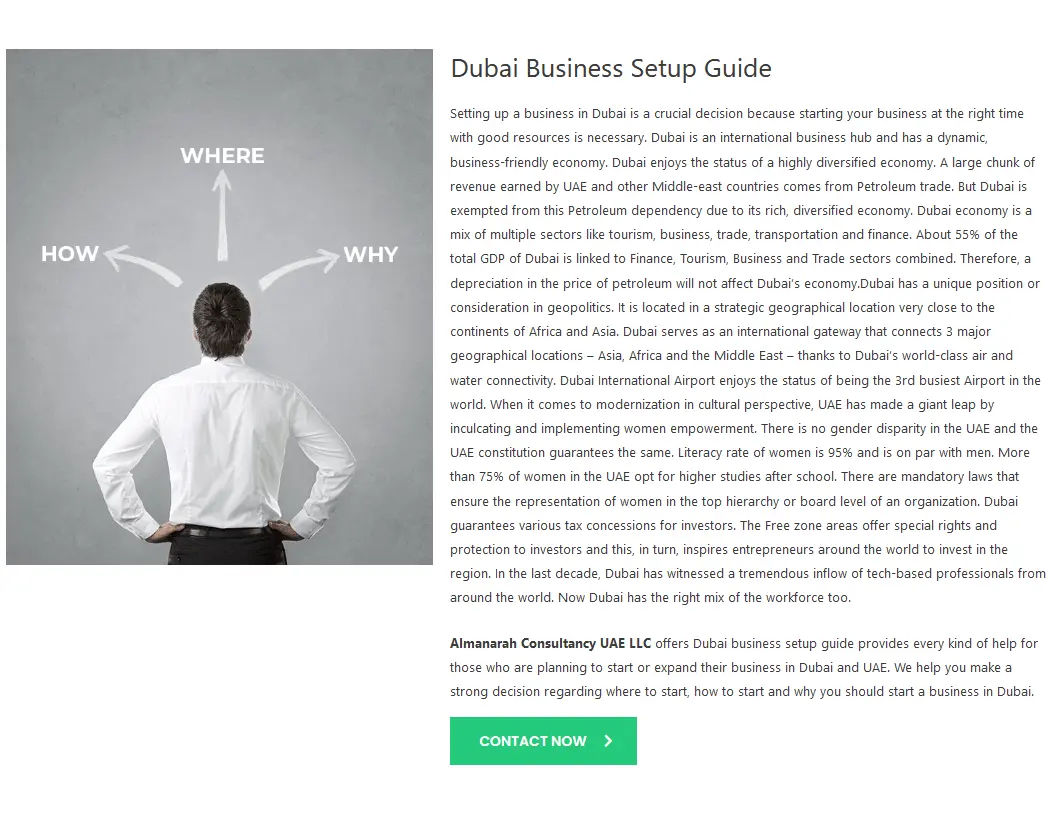 WHERE
HOW
WHY
Dubai Business Setup Guide
Setting up a business in Dubai is a crucial decision because starting your business at the right time
with good resources is necessary. Dubai is an international business hub and has a dynamic,
business-friendly economy. Dubai enjoys the status of a highly diversified economy. A large chunk of
revenue earned by UAE and other Middle-east countries comes from Petroleum trade. But Dubai is
exempted from this Petroleum dependency due to its rich, diversified economy. Dubai economy is a
mix of multiple sectors like tourism, business, trade, transportation and finance. About 55% of the
total GDP of Dubai is linked to Finance, Tourism, Business and Trade sectors combined. Therefore, a
depreciation in the price of petroleum will not affect Dubai’s economy.Dubai has a unique position or
consideration in geopolitics. It is located in a strategic geographical location very close to the
continents of Africa and Asia. Dubai serves as an international gateway that connects 3 major
geographical locations – Asia, Africa and the Middle East – thanks to Dubai’s world-class air and
water connectivity. Dubai International Airport enjoys the status of being the 3rd busiest Airport in the
world. When it comes to modernization in cultural perspective, UAE has made a giant leap by
inculcating and implementing women empowerment. There is no gender disparity in the UAE and the
UAE constitution guarantees the same. Literacy rate of women is 95% and is on par with men. More
than 75% of women in the UAE opt for higher studies after school. There are mandatory laws that
ensure the representation of women in the top hierarchy or board level of an organization. Dubai
guarantees various tax concessions for investors. The Free zone areas offer special rights and
protection to investors and this, in turn, inspires entrepreneurs around the world to invest in the
region. In the last decade, Dubai has witnessed a tremendous inflow of tech-based professionals from
around the world. Now Dubai has the right mix of the workforce too.
Almanarah Consultancy UAE LLC offers Dubai business setup guide provides every kind of help for
those who are planning to start or expand their business in Dubai and UAE. We help you make a
strong decision regarding where to start, how to start and why you should start a business in Dubai.
CONTACT NOW